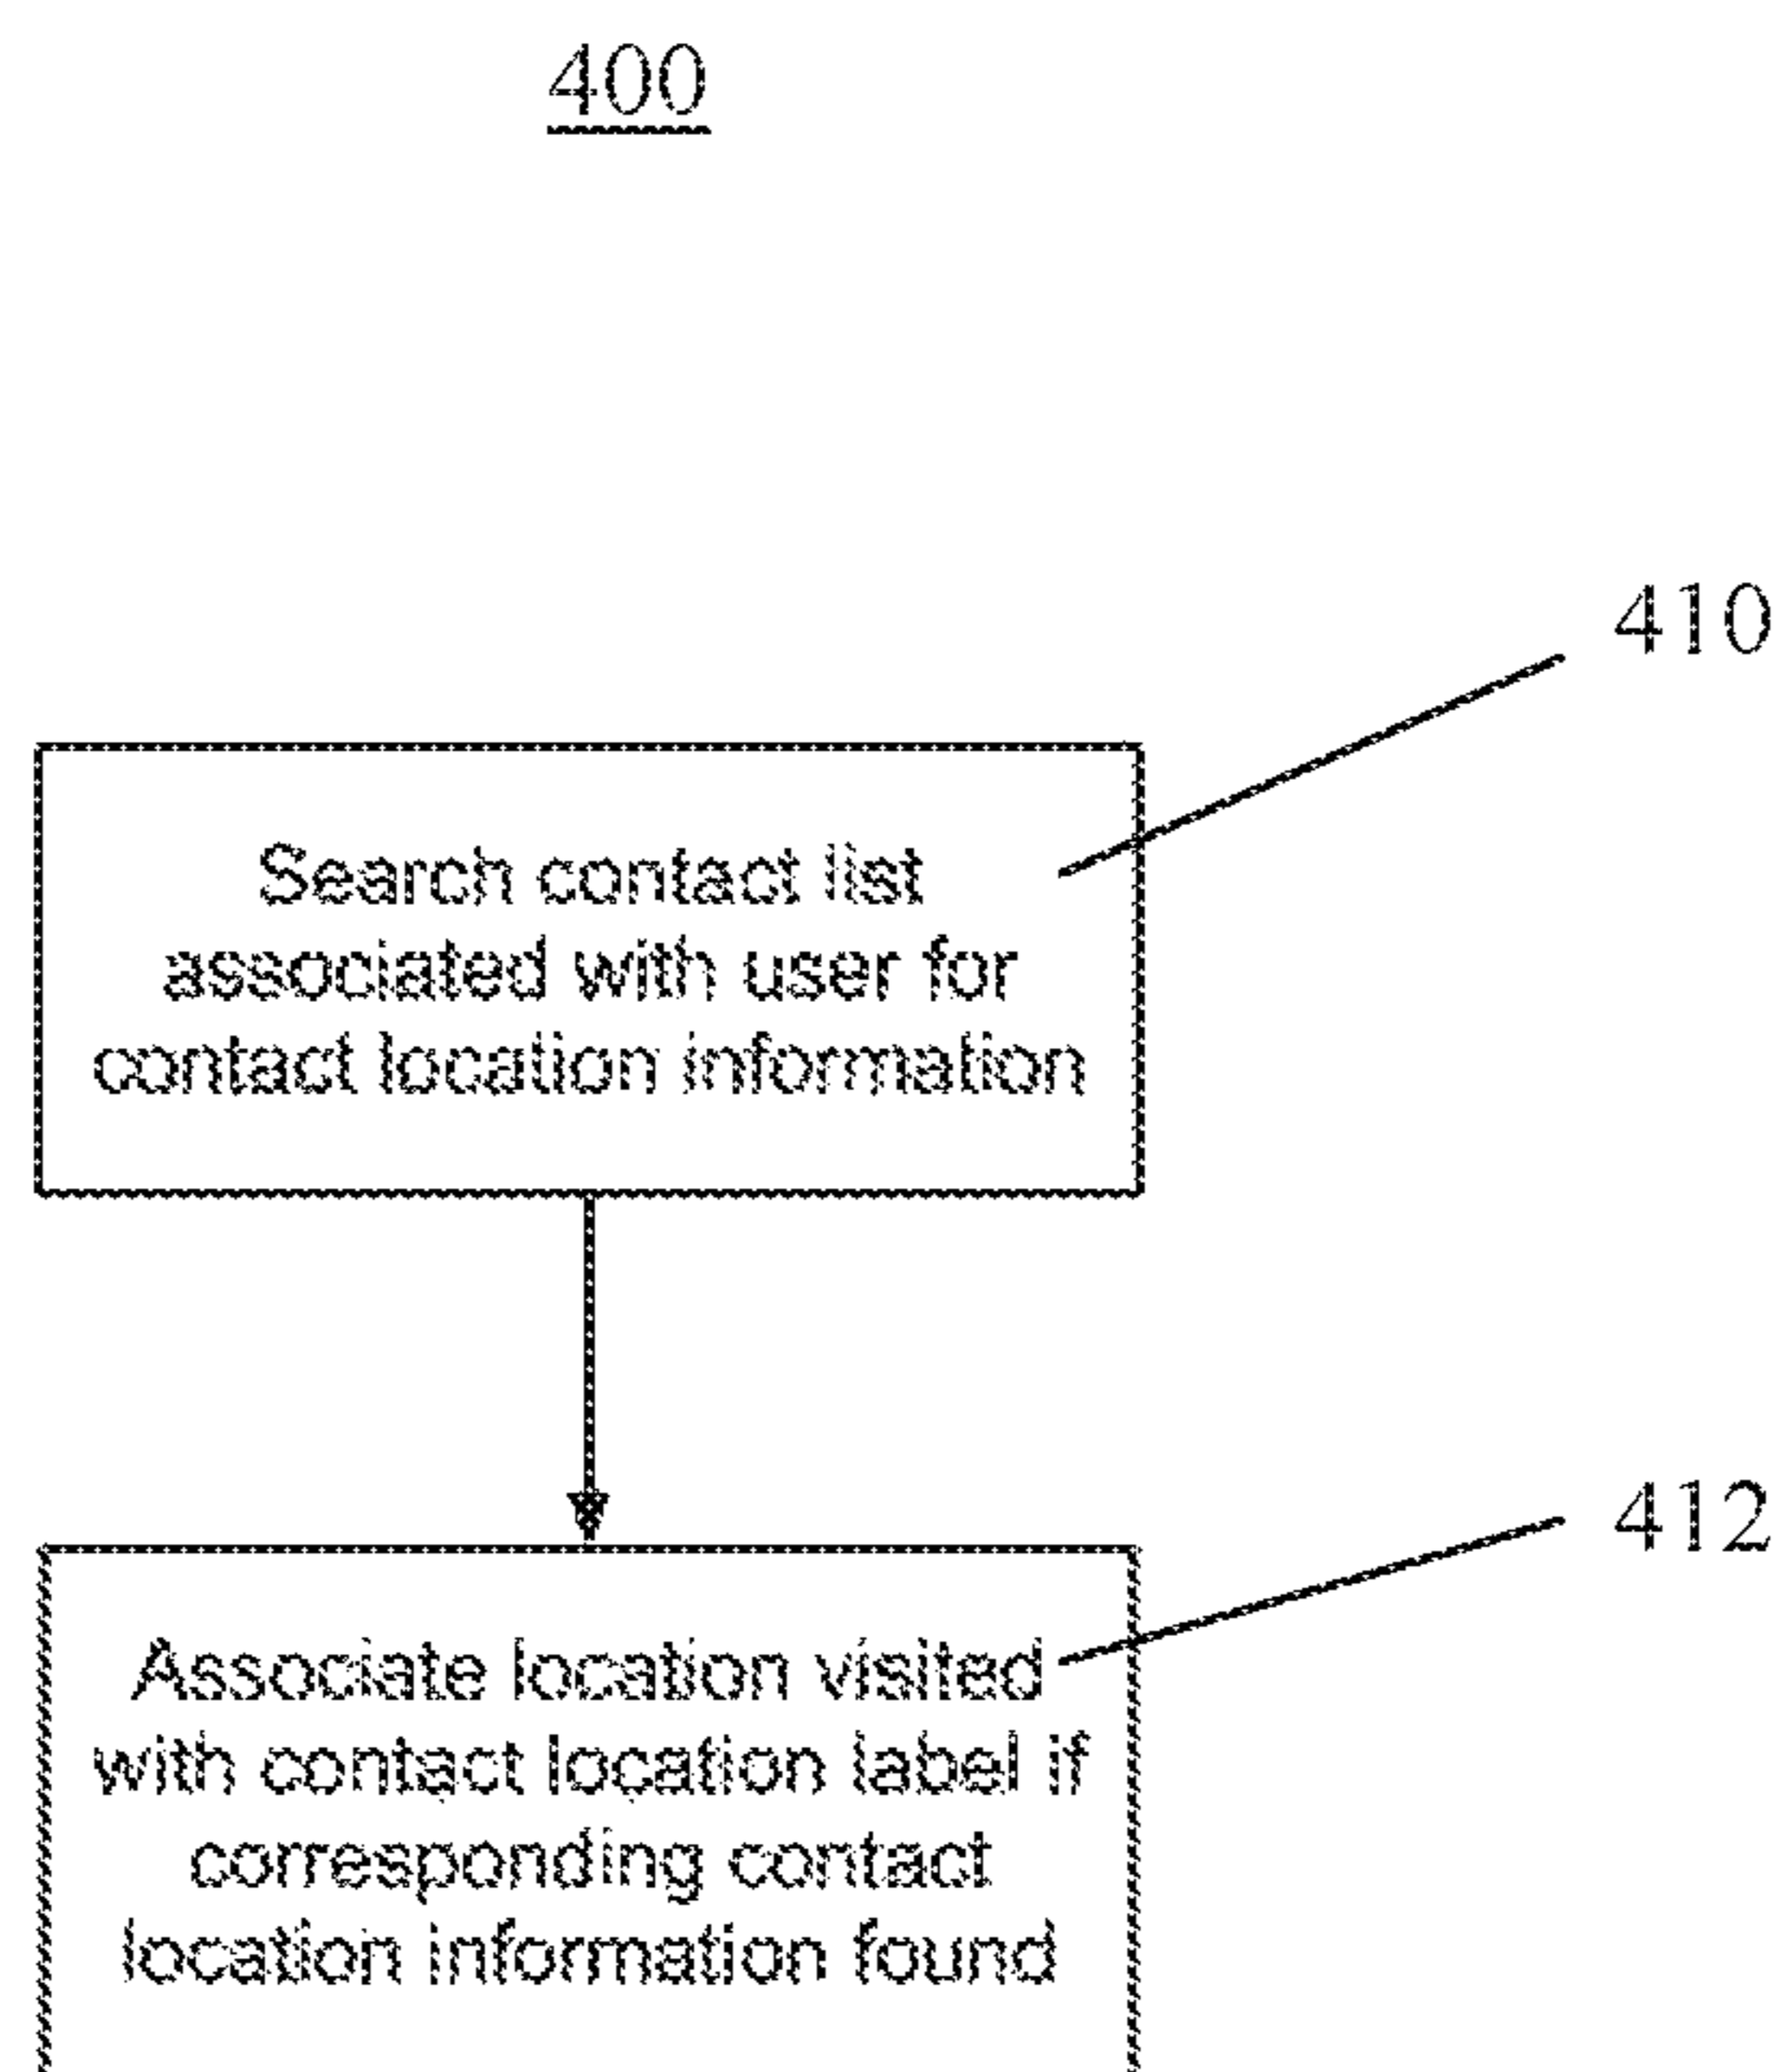 400
410
Search contact list
associated with user for
contact location information
412
Associate location visited
with contact location label if
corresponding contact
location information found